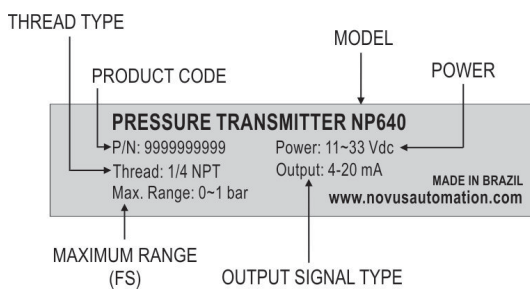 THREAD TYPE
MODEL
PRODUCT CODE
POWER
PRESSURE TRANSMITTER NP640
P/N: 9999999999
Power: 11~33 Vdc
Thread: 1/4 NPT
Output: 4-20 mA
Max. Range: 0~1 bar
MADE IN BRAZIL
www.novusautomation.com
MAXIMUM RANGE
(FS)
OUTPUT SIGNAL TYPE